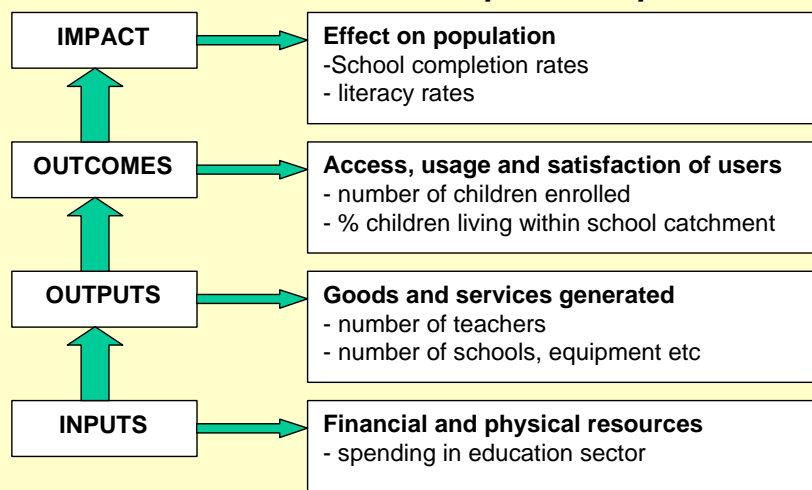 IMPACT
Effect on population
-School completion rates
- literacy rates
OUTCOMES
Access, usage and satisfaction of users
- number of children enrolled
- % children living within school catchment
OUTPUTS
Goods and services generated
- number of teachers
- number of schools, equipment etc
INPUTS
Financial and physical resources
- spending in education sector